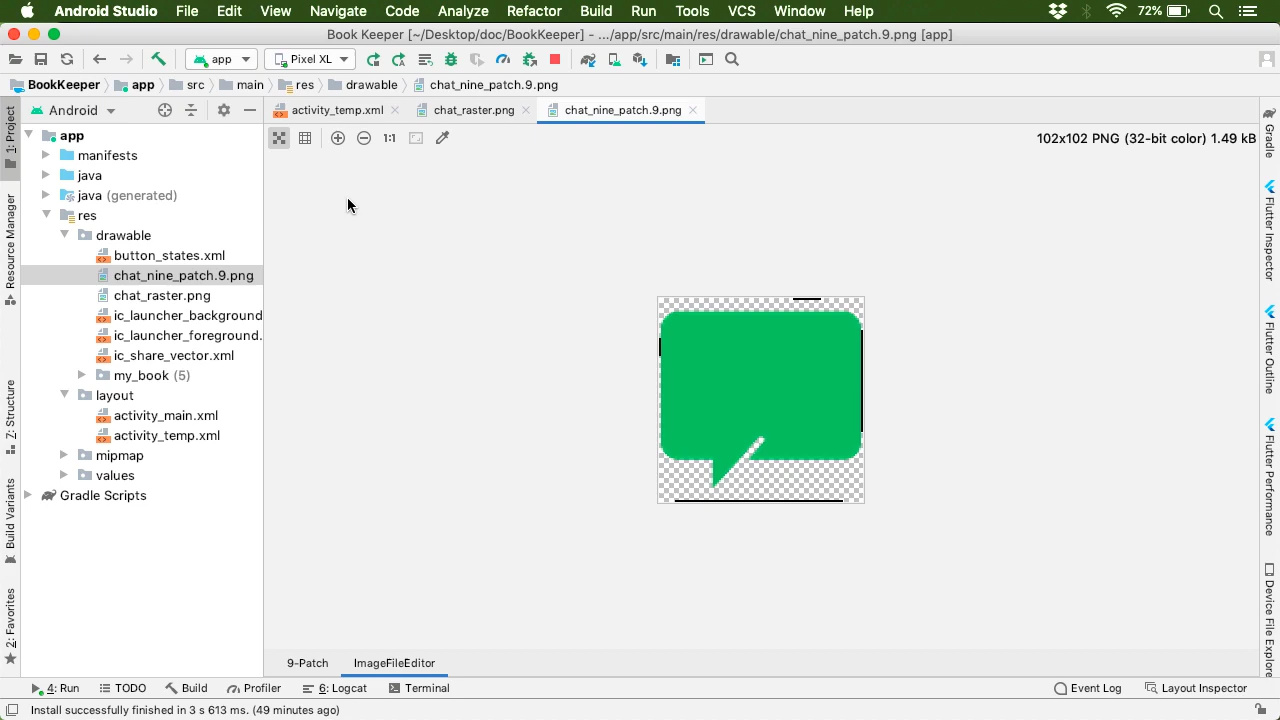 Android Studio File Edit View Navigate Code Analyze Refactor Build Run Tools VCS Window Help 72%
Book Keeper [~/Desktop/doc/BookKeeper] - .../app/src/main/res/drawable/chat_nine_patch.9.png [app]
app Pixel XL
BookKeeper app src main res drawable chat_nine_patch.9.png
Android activity_temp.xml chat_raster.png chat_nine_patch.9.png
1:1 102x102 PNG (32-bit color) 1.49 kB
app
manifests
java
java (generated)
res
drawable
button_states.xml
chat_nine_patch.9.png
chat_raster.png
ic_launcher_background
ic_launcher_foreground.
ic_share_vector.xml
my_book (5)
layout
activity_main.xml
activity_temp.xml
mipmap
values
Gradle Scripts
1: Project
Resource Manager
Z: Structure
Build Variants
2: Favorites
Gradle
Flutter Inspector
Flutter Outline
Flutter Performance
Device File Explore
9-Patch ImageFileEditor
4: Run TODO Build Profiler 6: Logcat Terminal Event Log Layout Inspector
Install successfully finished in 3 s 613 ms. (49 minutes ago)